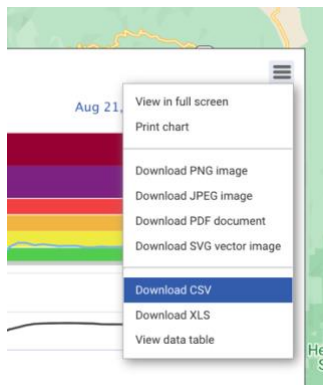 Aug 21,
View in full screen
Print chart
Download PNG image
Download JPEG image
Download PDF document
Download SVG vector image
Download CSV
Download XLS
View data table
He
S